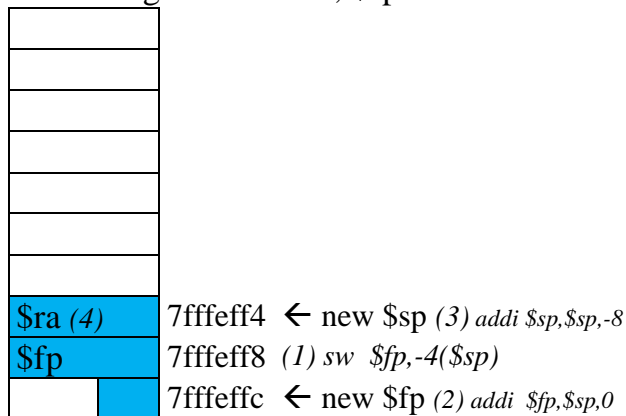 $ra (4) 7fffeff4 ← new $sp (3) addi $sp,$sp,-8
$fp 7fffeff8 (1) sw $fp,-4($sp)
7fffeffc ← new $fp (2) addi $fp,$sp,0